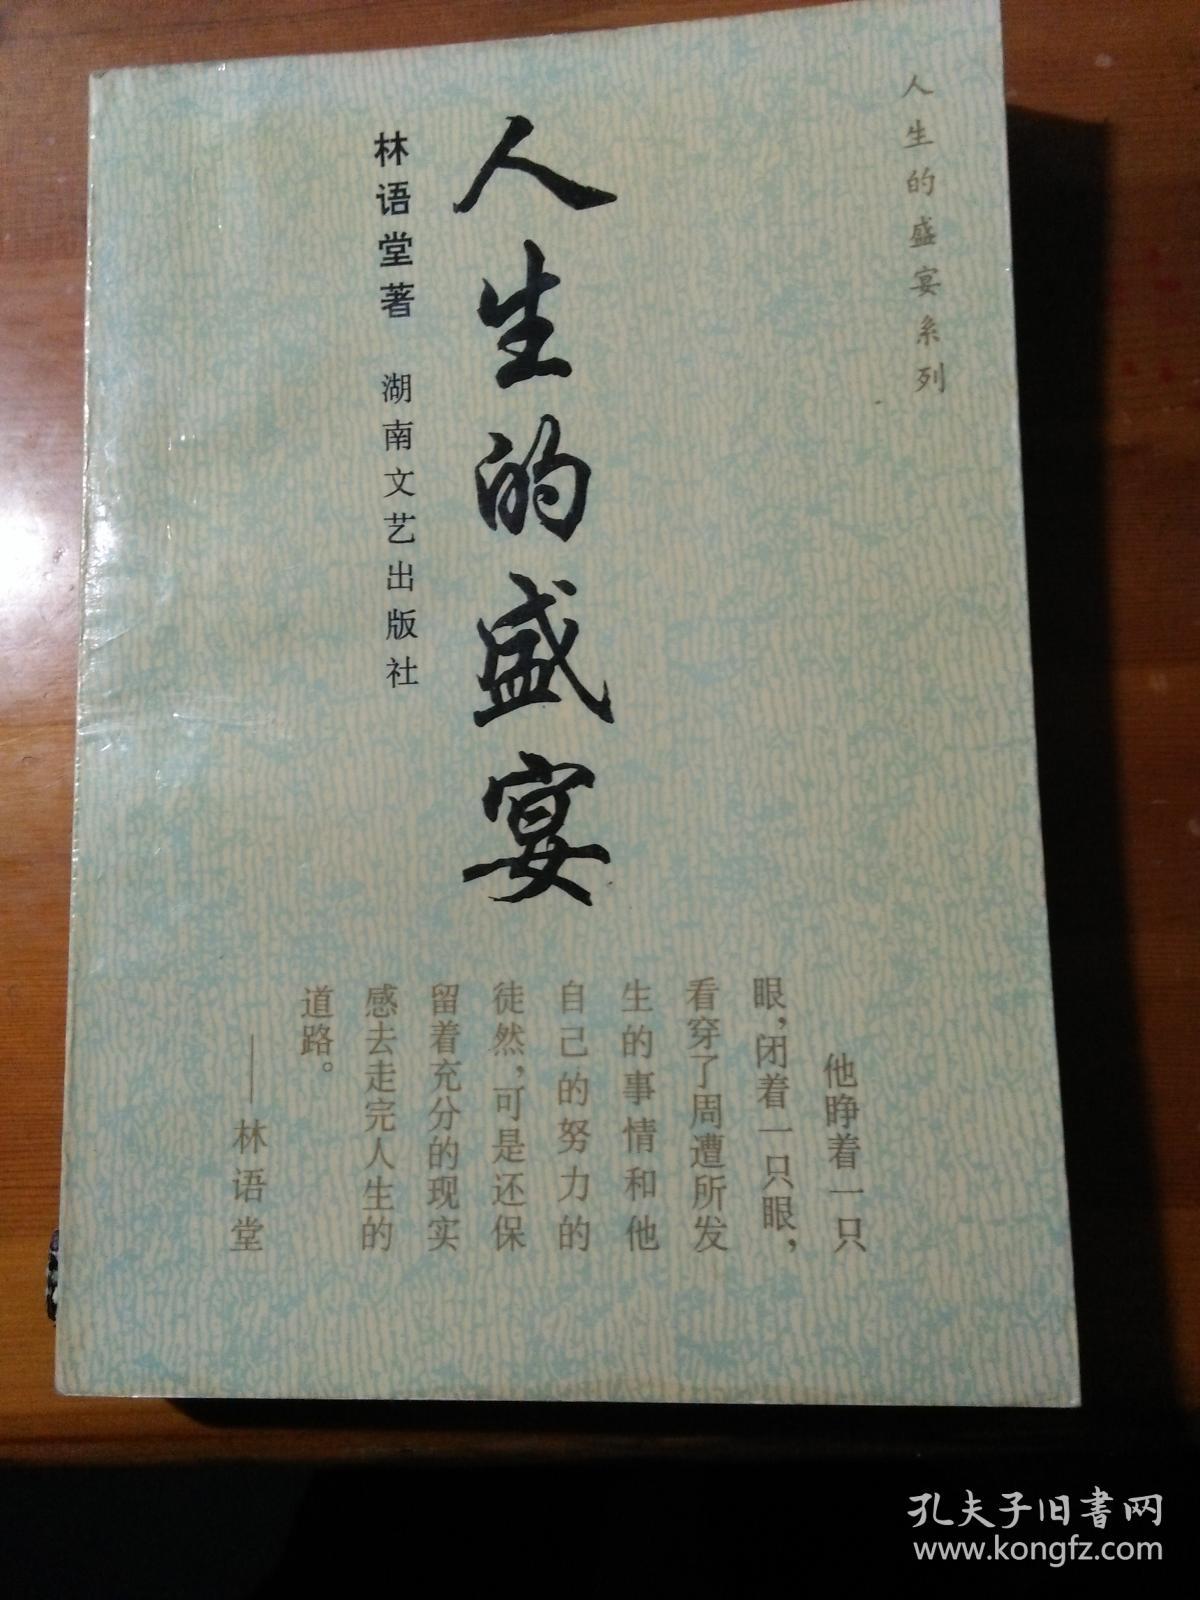 人生的盛宴系列
人生的盛宴
林语堂著 湖南文艺出版社
他睁着一只
眼，闭着一只眼，
看穿了周遭所发
生的事情和他
自己的努力的
徒然，可是还保
留着充分的现实
感去走完人生的
道路。
——林语堂
孔夫子旧书网
www.kongfz.com